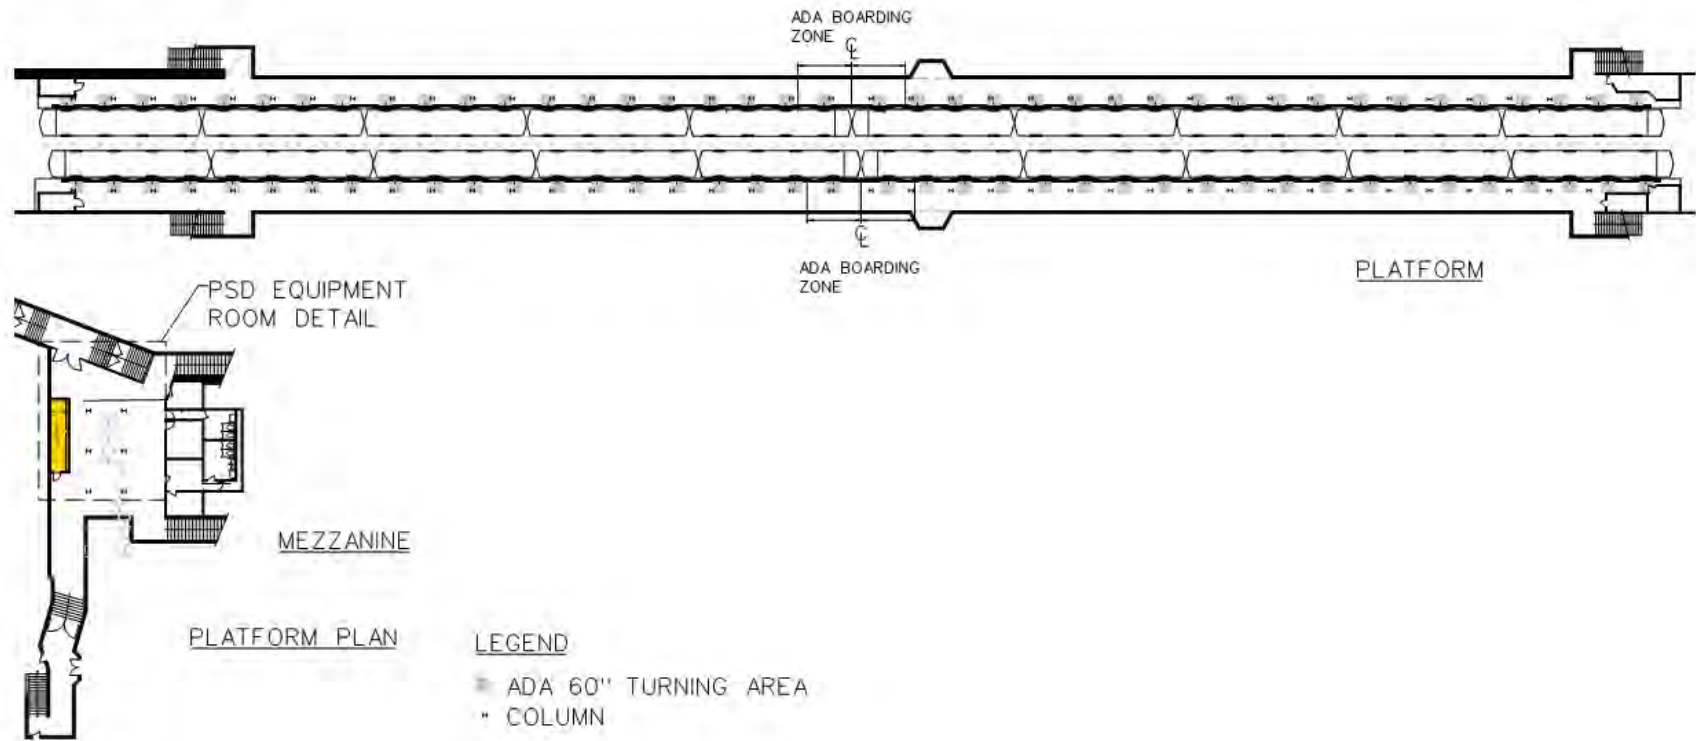 ADA BOARDING
ZONE
℄
℄
ADA BOARDING
ZONE
PLATFORM
PSD EQUIPMENT
ROOM DETAIL
MEZZANINE
PLATFORM PLAN
LEGEND
ADA 60" TURNING AREA
COLUMN